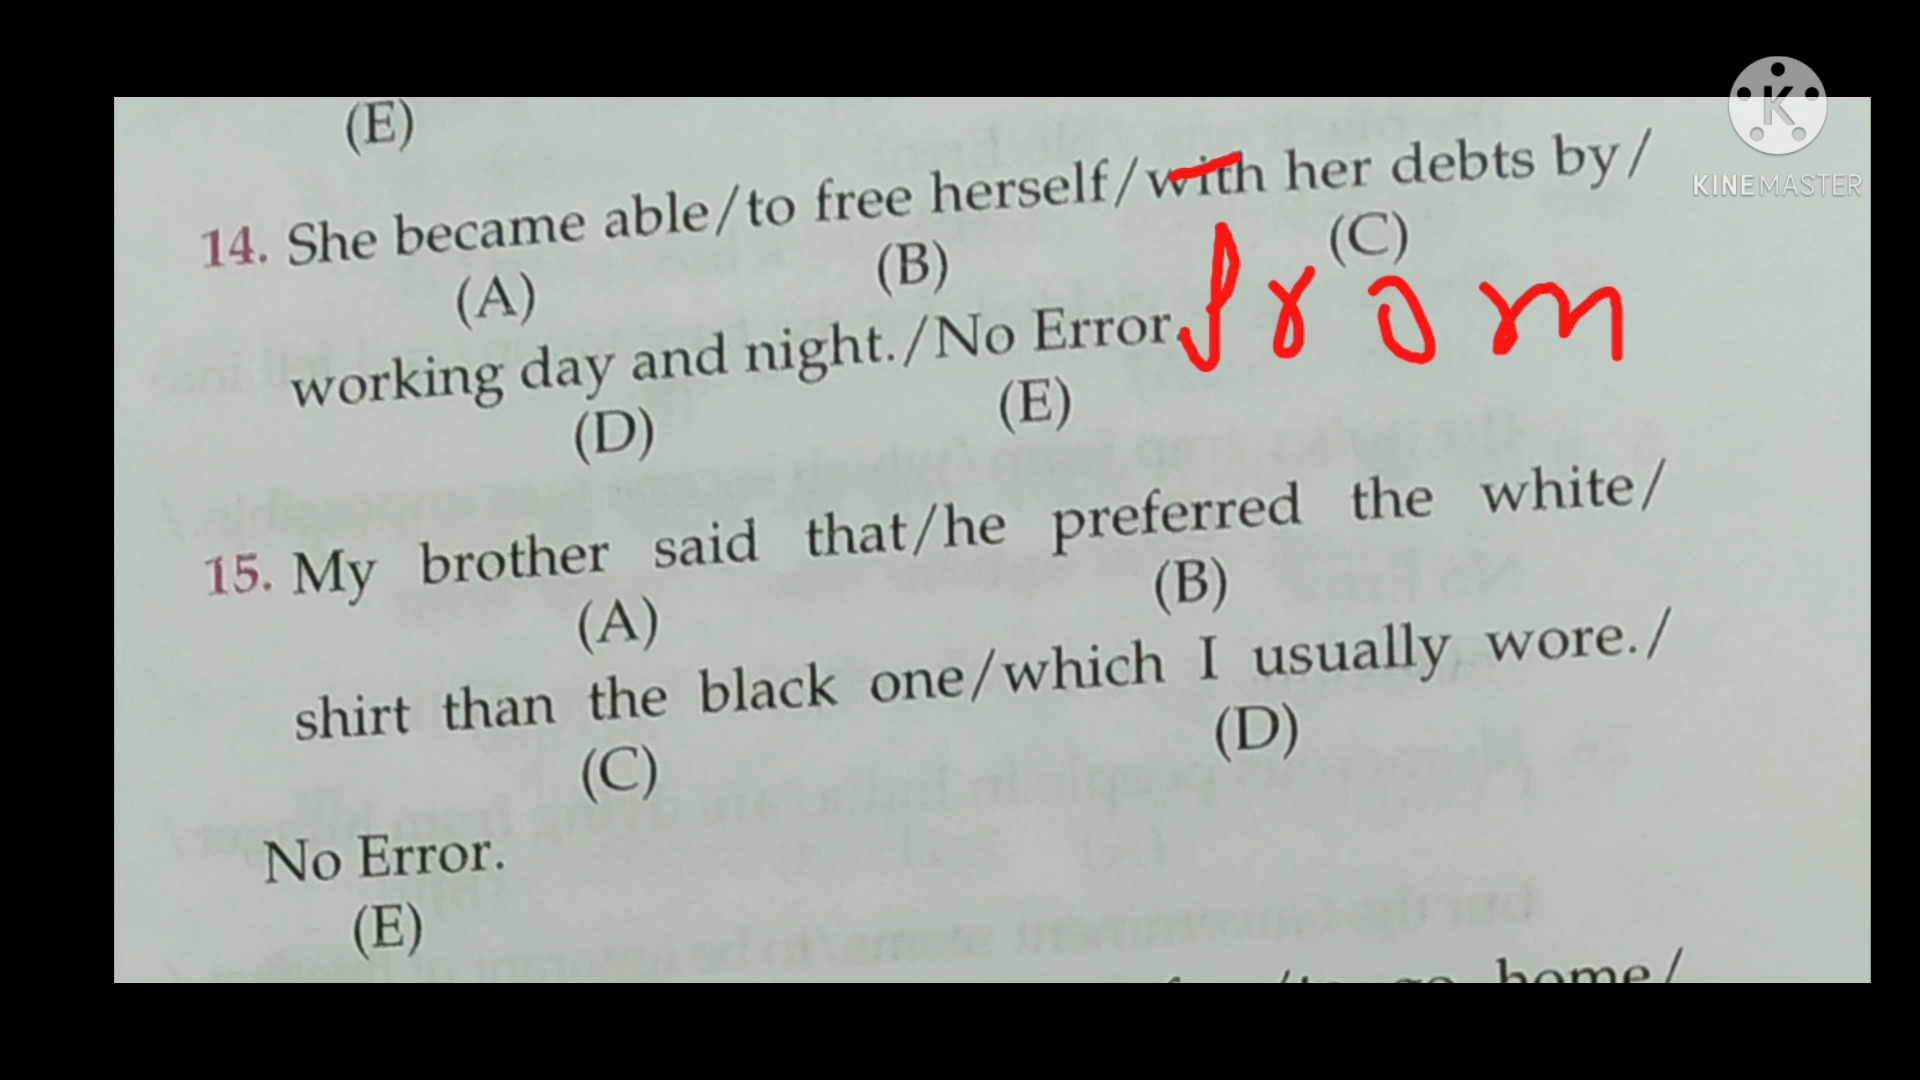 (E)
KINEMASTER
14. She became able/to free herself/with her debts by/
(A) (B) (C)
from
working day and night./No Error.
(D) (E)
15. My brother said that/he preferred the white/
(A) (B)
shirt than the black one/which I usually wore./
(C) (D)
No Error.
(E)
go home/